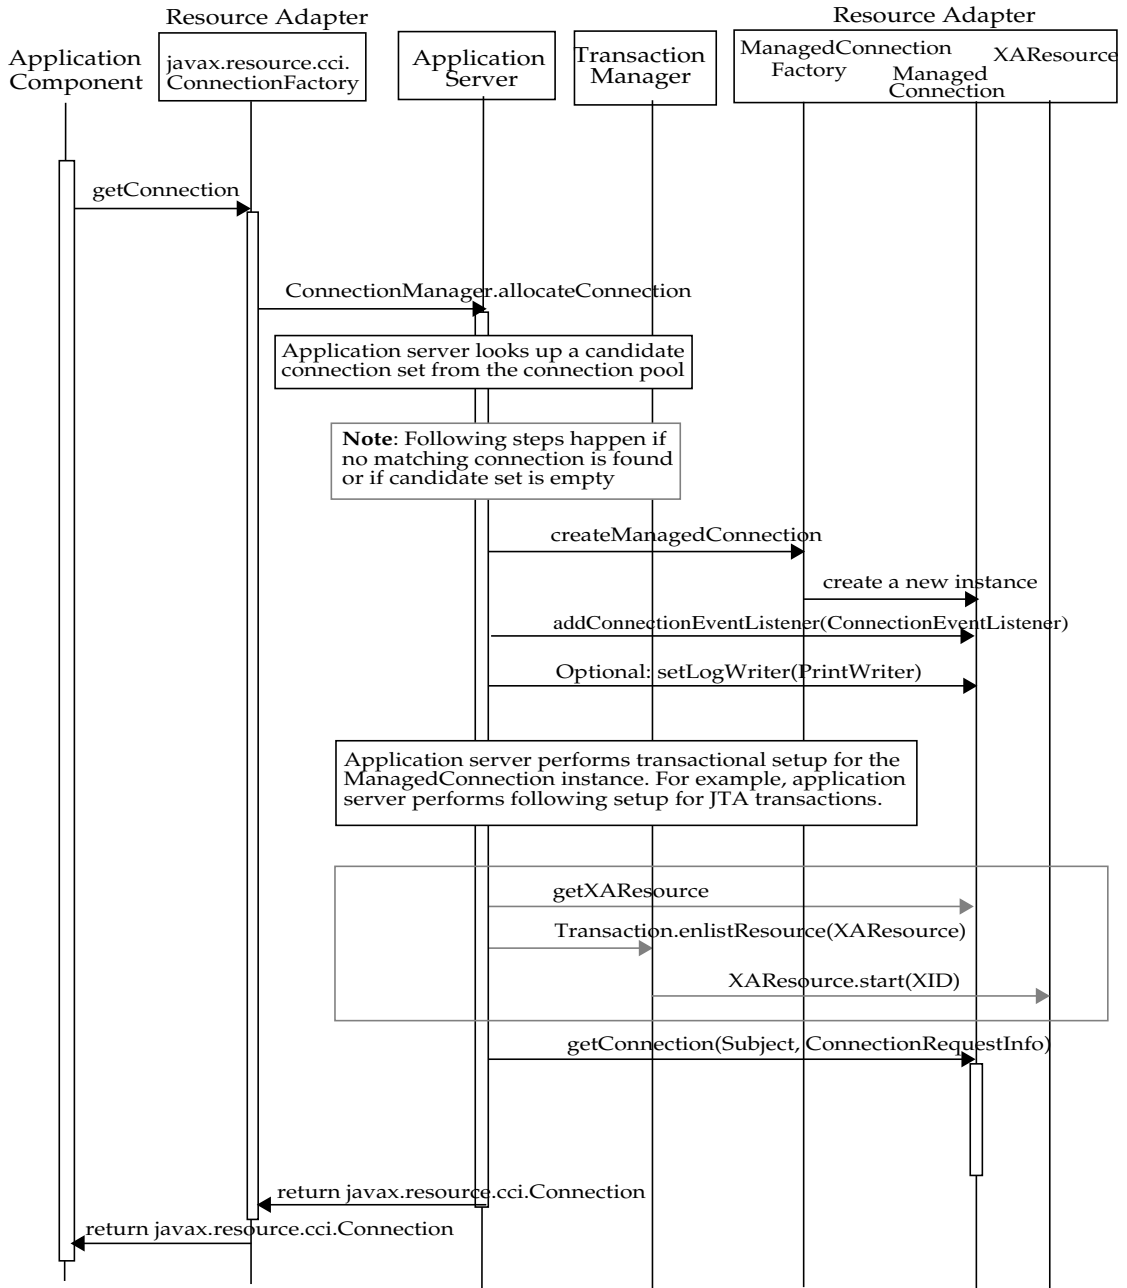 Resource Adapter
Resource Adapter
Application
Component
javax.resource.cci.
ConnectionFactory
Application
Server
Transaction
Manager
ManagedConnection
Factory
Managed
Connection
XAResource
getConnection
ConnectionManager.allocateConnection
Application server looks up a candidate
connection set from the connection pool
Note: Following steps happen if
no matching connection is found
or if candidate set is empty
createManagedConnection
create a new instance
addConnectionEventListener(ConnectionEventListener)
Optional: setLogWriter(PrintWriter)
Application server performs transactional setup for the
ManagedConnection instance. For example, application
server performs following setup for JTA transactions.
getXAResource
Transaction.enlistResource(XAResource)
XAResource.start(XID)
getConnection(Subject, ConnectionRequestInfo)
return javax.resource.cci.Connection
return javax.resource.cci.Connection